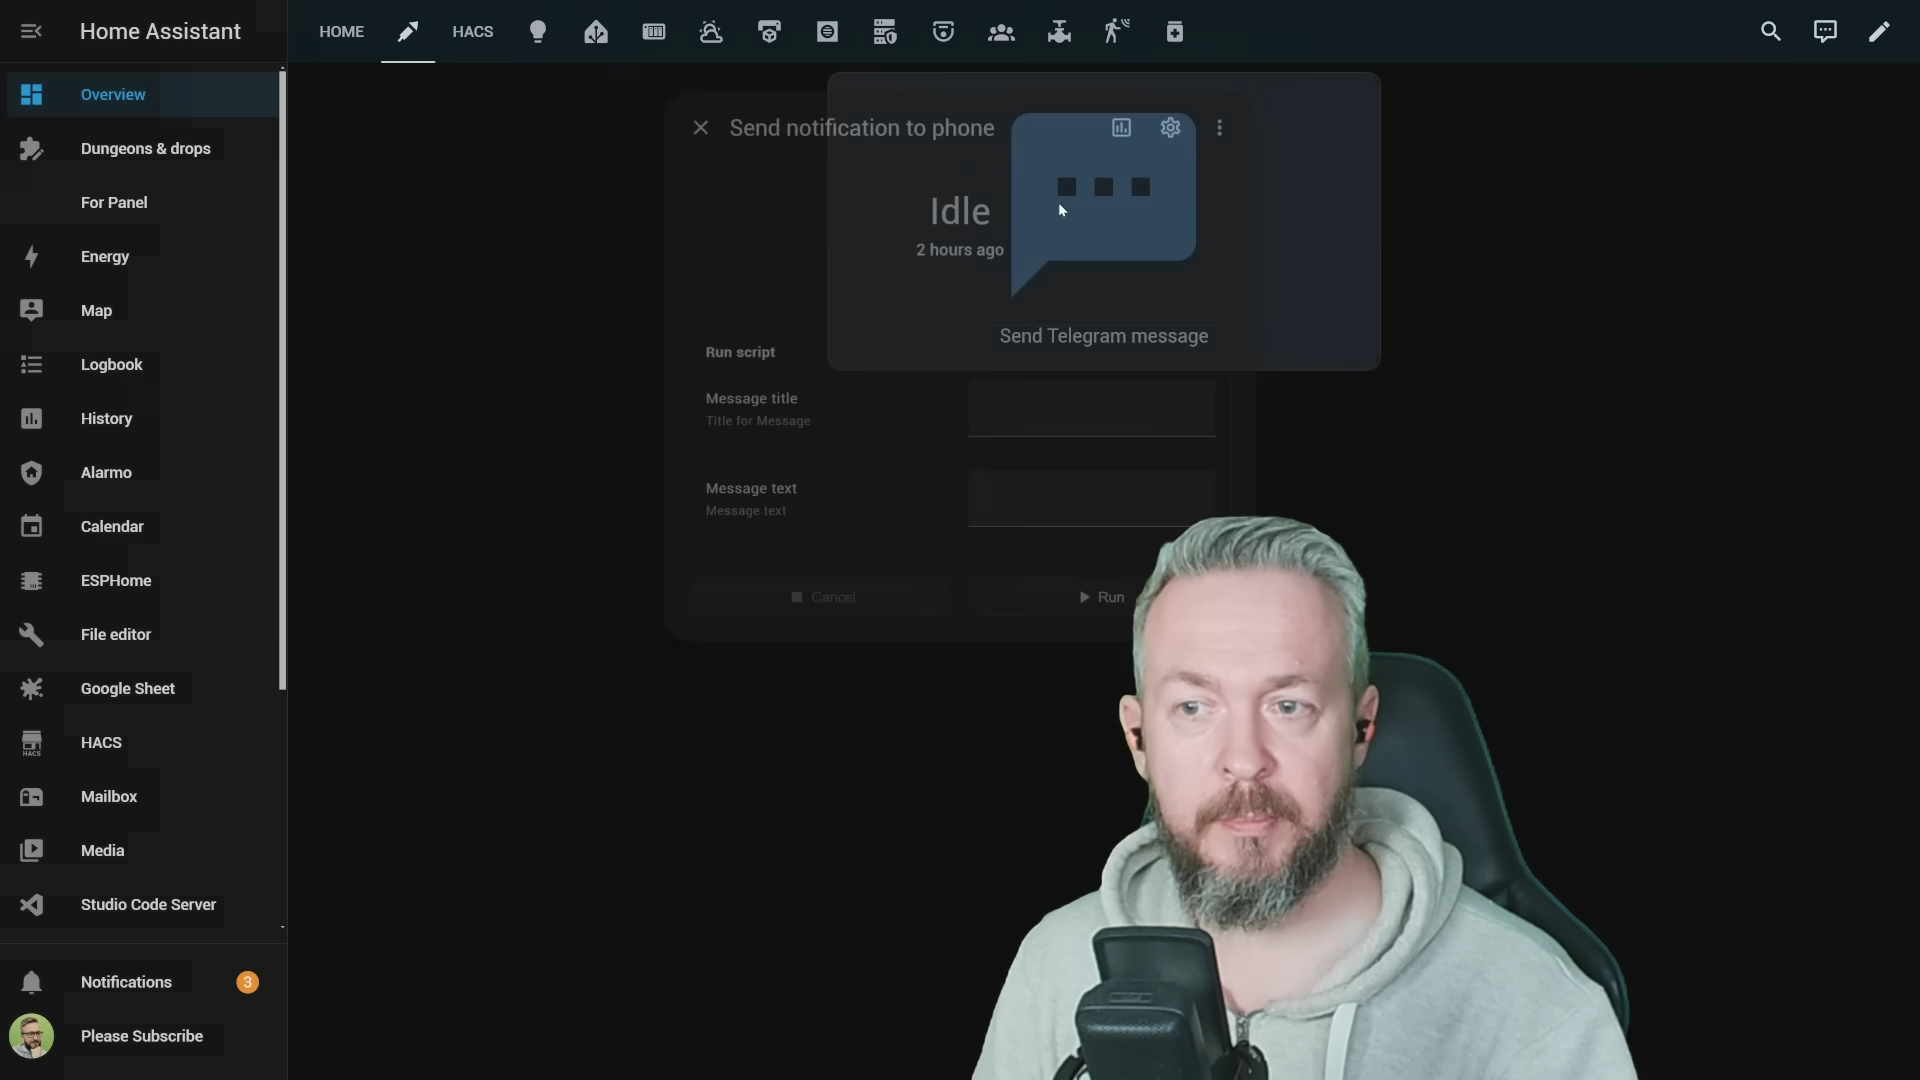 Home Assistant
HOME
HACS
Overview
Dungeons & drops
For Panel
Energy
Map
Logbook
History
Alarmo
Calendar
ESPHome
File editor
Google Sheet
HACS
HACS
Mailbox
Media
Studio Code Server
Notifications
3
Please Subscribe
Send notification to phone
Idle
2 hours ago
Send Telegram message
Run script
Message title
Title for Message
Message text
Message text
Cancel
Run